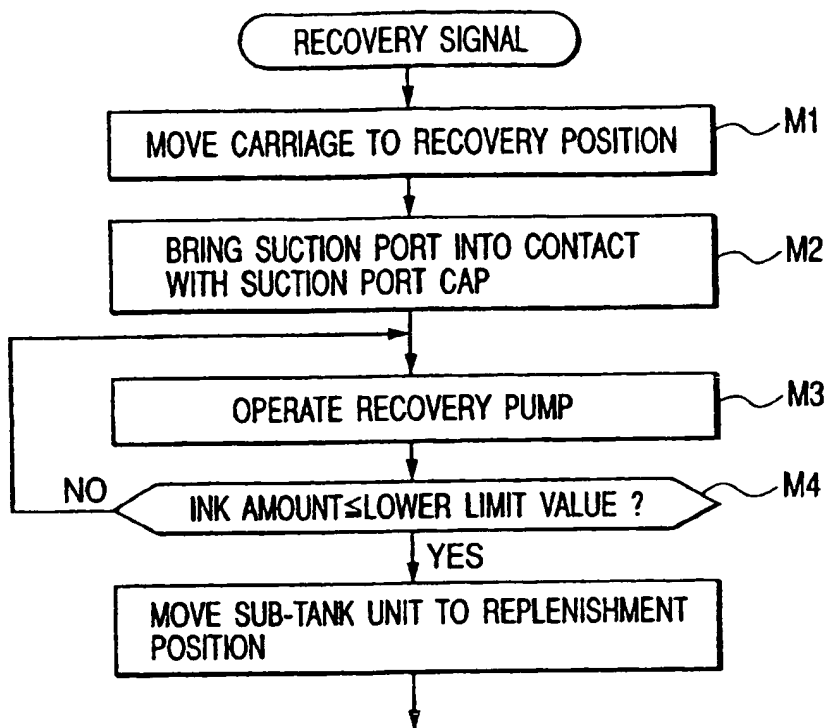 RECOVERY SIGNAL
MOVE CARRIAGE TO RECOVERY POSITION
M1
BRING SUCTION PORT INTO CONTACT
WITH SUCTION PORT CAP
M2
OPERATE RECOVERY PUMP
M3
NO
INK AMOUNT≦LOWER LIMIT VALUE ?
M4
YES
MOVE SUB-TANK UNIT TO REPLENISHMENT
POSITION